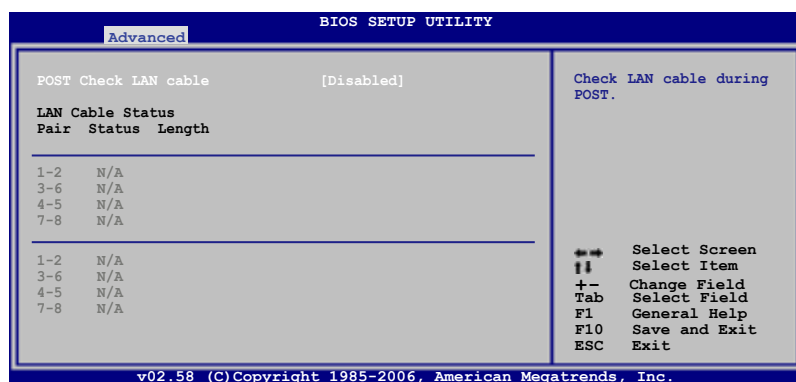 BIOS SETUP UTILITY
Advanced
POST Check LAN cable [Disabled]
LAN Cable Status
Pair Status Length
1-2 N/A
3-6 N/A
4-5 N/A
7-8 N/A
1-2 N/A
3-6 N/A
4-5 N/A
7-8 N/A
Check LAN cable during
POST.
←→ Select Screen
↑↓ Select Item
+- Change Field
Tab Select Field
F1 General Help
F10 Save and Exit
ESC Exit
v02.58 (C)Copyright 1985-2006, American Megatrends, Inc.